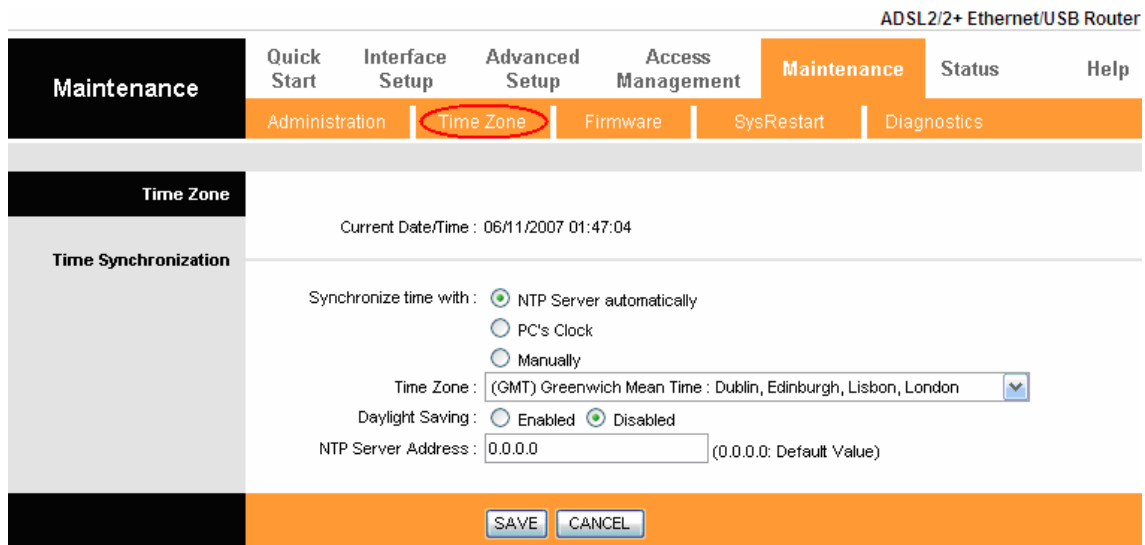 ADSL2/2+ Ethernet/USB Router
Maintenance
Quick Start
Interface Setup
Advanced Setup
Access Management
Maintenance
Status
Help
Administration
Time Zone
Firmware
SysRestart
Diagnostics
Time Zone
Current Date/Time : 06/11/2007 01:47:04
Time Synchronization
Synchronize time with : NTP Server automatically
PC's Clock
Manually
Time Zone : (GMT) Greenwich Mean Time : Dublin, Edinburgh, Lisbon, London
Daylight Saving : Enabled Disabled
NTP Server Address : 0.0.0.0 (0.0.0.0: Default Value)
SAVE CANCEL